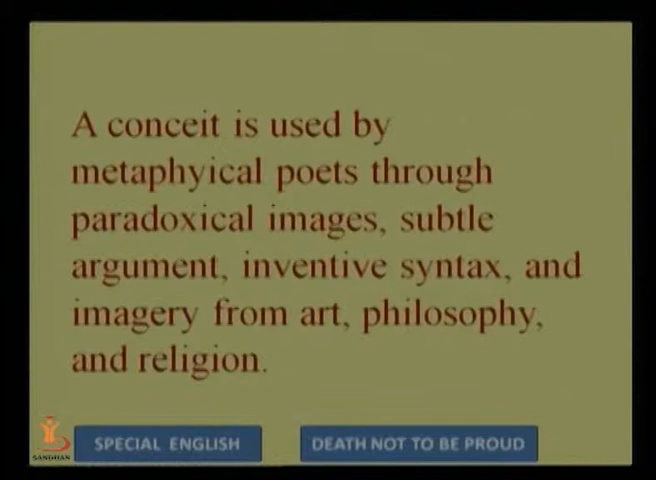 A conceit is used by
metaphyical poets through
paradoxical images, subtle
argument, inventive syntax, and
imagery from art, philosophy,
and religion.
SANDHAN
SPECIAL ENGLISH
DEATH NOT TO BE PROUD